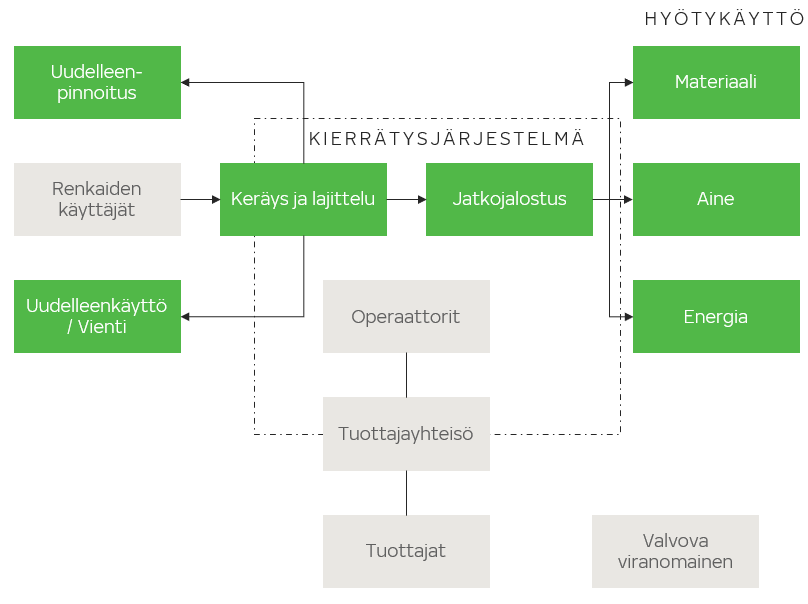 HYÖTYKÄYTTÖ
Uudelleen-
pinnoitus
Materiaali
KIERRÄTYSJÄRJESTELMÄ
Renkaiden
käyttäjät
Keräys ja lajittelu
Jatkojalostus
Aine
Uudelleenkäyttö
/ Vienti
Operaattorit
Energia
Tuottajayhteisö
Tuottajat
Valvova
viranomainen